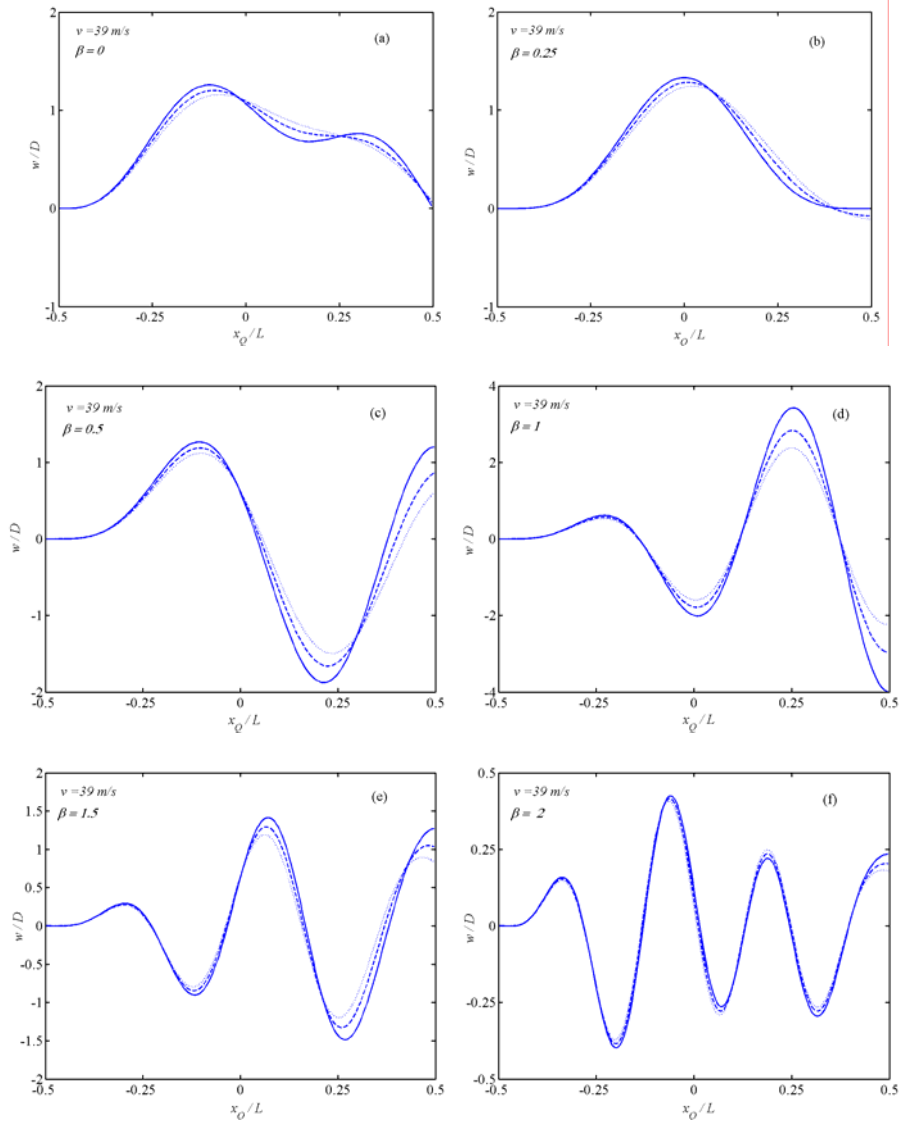 2
v =39 m/s
(a)
β = 0
1
w / D
0
-1
-0.5 -0.25 0 0.25 0.5
x_Q / L
2
v =39 m/s
(b)
β = 0.25
1
w / D
0
-1
-0.5 -0.25 0 0.25 0.5
x_O / L
2
v =39 m/s
(c)
β = 0.5
1
w / D
0
-1
-2
-0.5 -0.25 0 0.25 0.5
x_Q / L
4
v =39 m/s
(d)
β = 1
2
w / D
0
-2
-4
-0.5 -0.25 0 0.25 0.5
x_Q / L
2
v =39 m/s
(e)
β = 1.5
1.5
1
0.5
w / D
0
-0.5
-1
-1.5
-2
-0.5 -0.25 0 0.25 0.5
x_O / L
0.5
v =39 m/s
(f)
β = 2
0.25
w / D
0
-0.25
-0.5
-0.5 -0.25 0 0.25 0.5
x_O / L